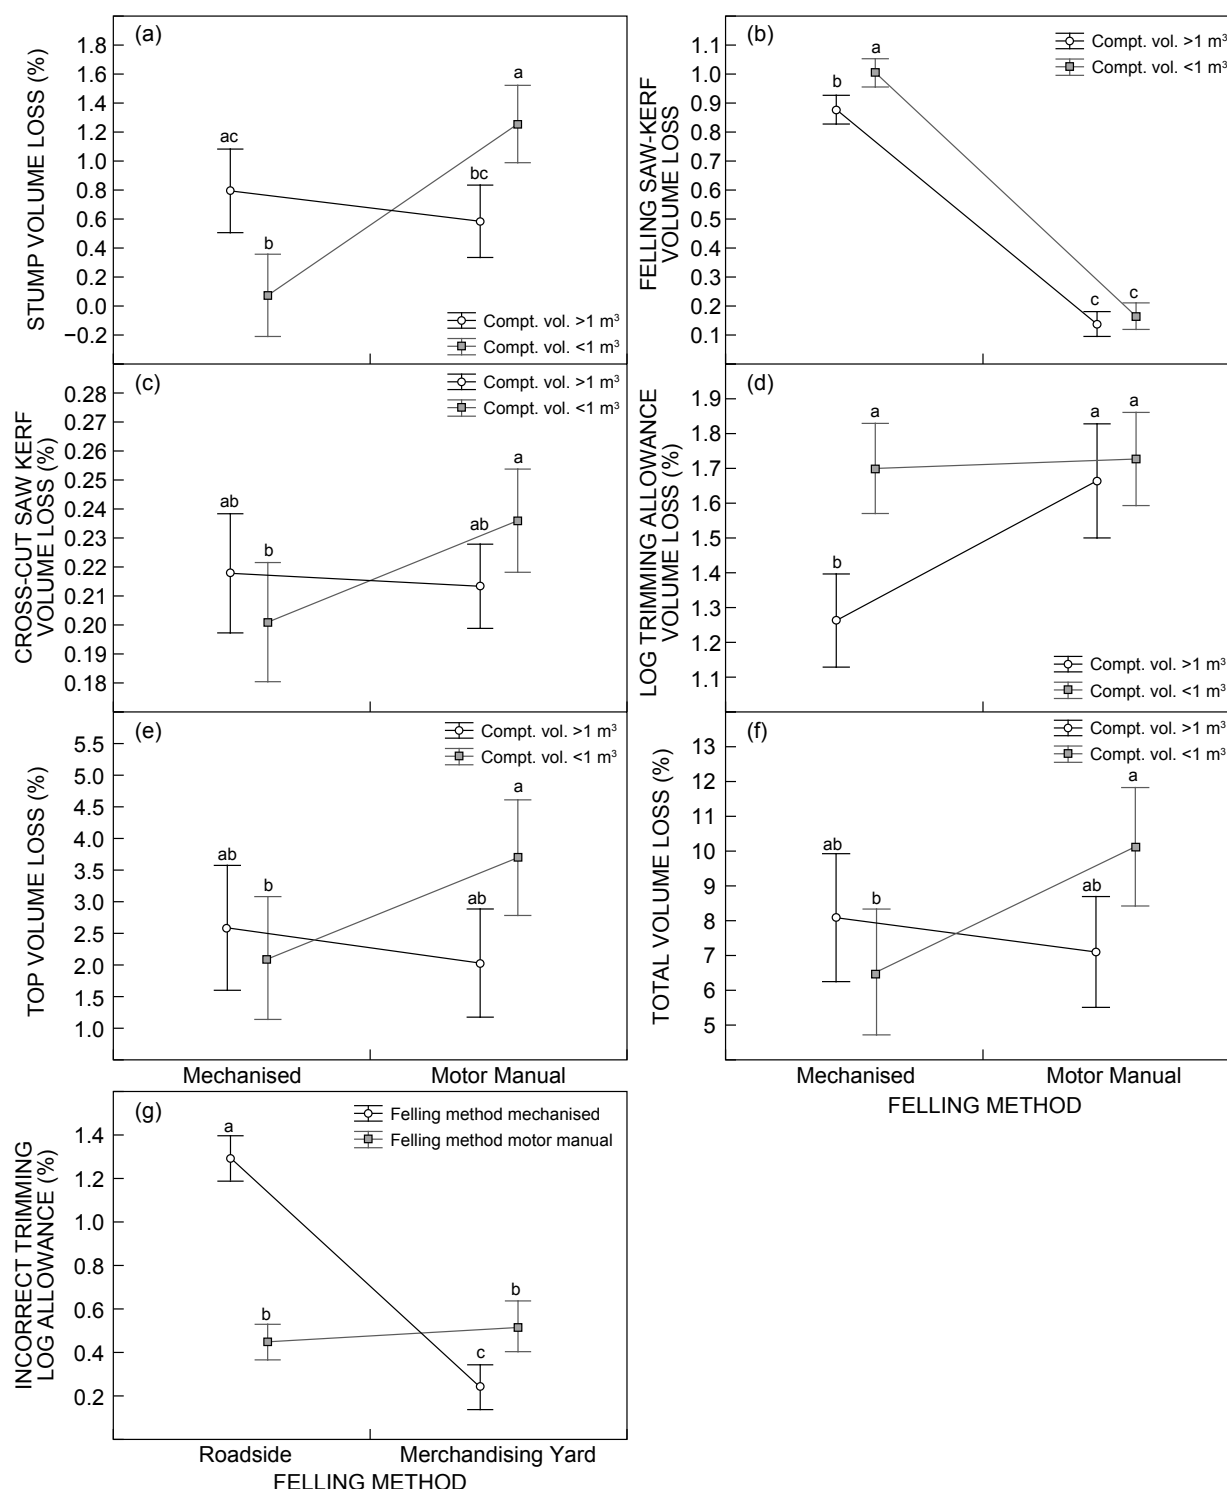 (a)
STUMP VOLUME LOSS (%)
1.8
1.6
1.4
1.2
1.0
0.8
0.6
0.4
0.2
0.0
−0.2
ac
b
bc
a
Compt. vol. >1 m³
Compt. vol. <1 m³
(b)
FELLING SAW-KERF
VOLUME LOSS
1.1
1.0
0.9
0.8
0.7
0.6
0.5
0.4
0.3
0.2
0.1
b
a
c
c
Compt. vol. >1 m³
Compt. vol. <1 m³
(c)
CROSS-CUT SAW KERF
VOLUME LOSS (%)
0.28
0.27
0.26
0.25
0.24
0.23
0.22
0.21
0.20
0.19
0.18
ab
b
ab
a
Compt. vol. >1 m³
Compt. vol. <1 m³
(d)
LOG TRIMMING ALLOWANCE
VOLUME LOSS (%)
1.9
1.8
1.7
1.6
1.5
1.4
1.3
1.2
1.1
b
a
a
a
Compt. vol. >1 m³
Compt. vol. <1 m³
(e)
TOP VOLUME LOSS (%)
5.5
5.0
4.5
4.0
3.5
3.0
2.5
2.0
1.5
1.0
ab
b
ab
a
Compt. vol. >1 m³
Compt. vol. <1 m³
Mechanised
Motor Manual
(f)
TOTAL VOLUME LOSS (%)
13
12
11
10
9
8
7
6
5
ab
b
ab
a
Compt. vol. >1 m³
Compt. vol. <1 m³
Mechanised
Motor Manual
FELLING METHOD
(g)
INCORRECT TRIMMING
LOG ALLOWANCE (%)
1.4
1.2
1.0
0.8
0.6
0.4
0.2
a
b
c
b
Felling method mechanised
Felling method motor manual
Roadside
Merchandising Yard
FELLING METHOD